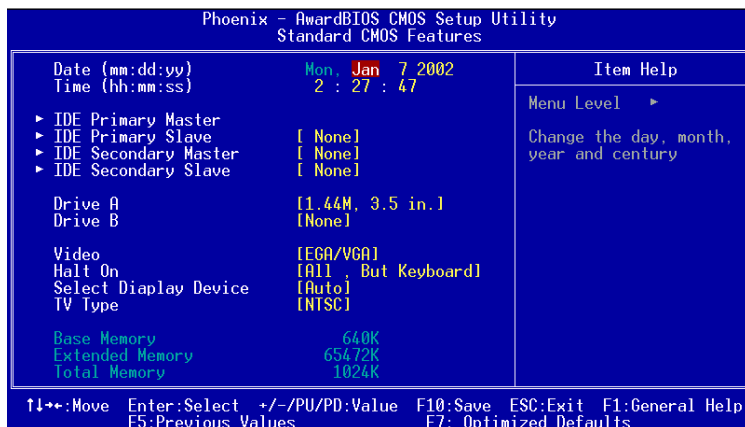 Phoenix - AwardBIOS CMOS Setup Utility
Standard CMOS Features
Date (mm:dd:yy) Mon, Jan 7 2002
Time (hh:mm:ss) 2 : 27 : 47
► IDE Primary Master
► IDE Primary Slave [ None]
► IDE Secondary Master [ None]
► IDE Secondary Slave [ None]
Drive A [1.44M, 3.5 in.]
Drive B [None]
Video [EGA/VGA]
Halt On [All , But Keyboard]
Select Diaplay Device [Auto]
TV Type [NTSC]
Base Memory 640K
Extended Memory 65472K
Total Memory 1024K
Item Help
Menu Level ►
Change the day, month,
year and century
↑↓→←:Move Enter:Select +/-/PU/PD:Value F10:Save ESC:Exit F1:General Help
F5:Previous Values F7: Optimized Defaults